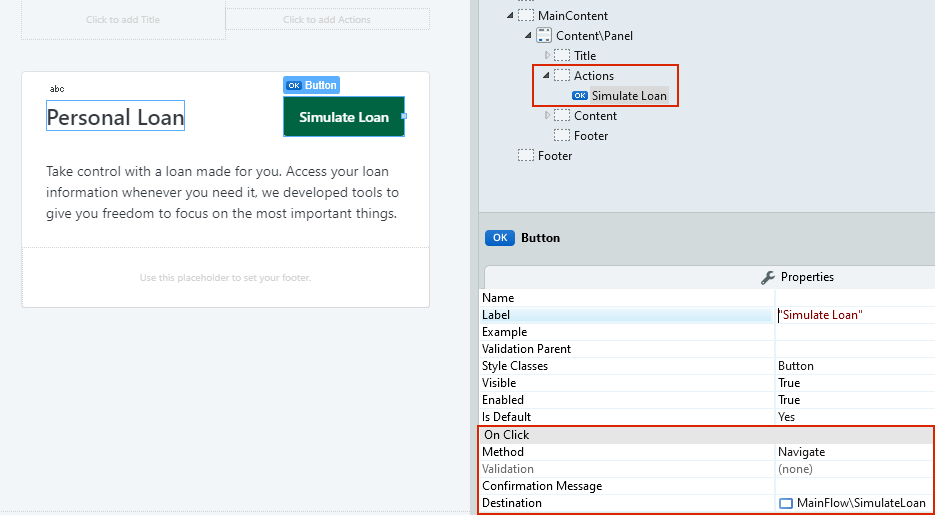 Click to add Title
Click to add Actions
abc
OK Button
Personal Loan
Simulate Loan
Take control with a loan made for you. Access your loan
information whenever you need it, we developed tools to
give you freedom to focus on the most important things.
Use this placeholder to set your footer.
MainContent
Content\Panel
Title
Actions
OK Simulate Loan
Content
Footer
Footer
OK Button
Properties
Name
Label "Simulate Loan"
Example
Validation Parent
Style Classes Button
Visible True
Enabled True
Is Default Yes
On Click
Method Navigate
Validation (none)
Confirmation Message
Destination MainFlow\SimulateLoan